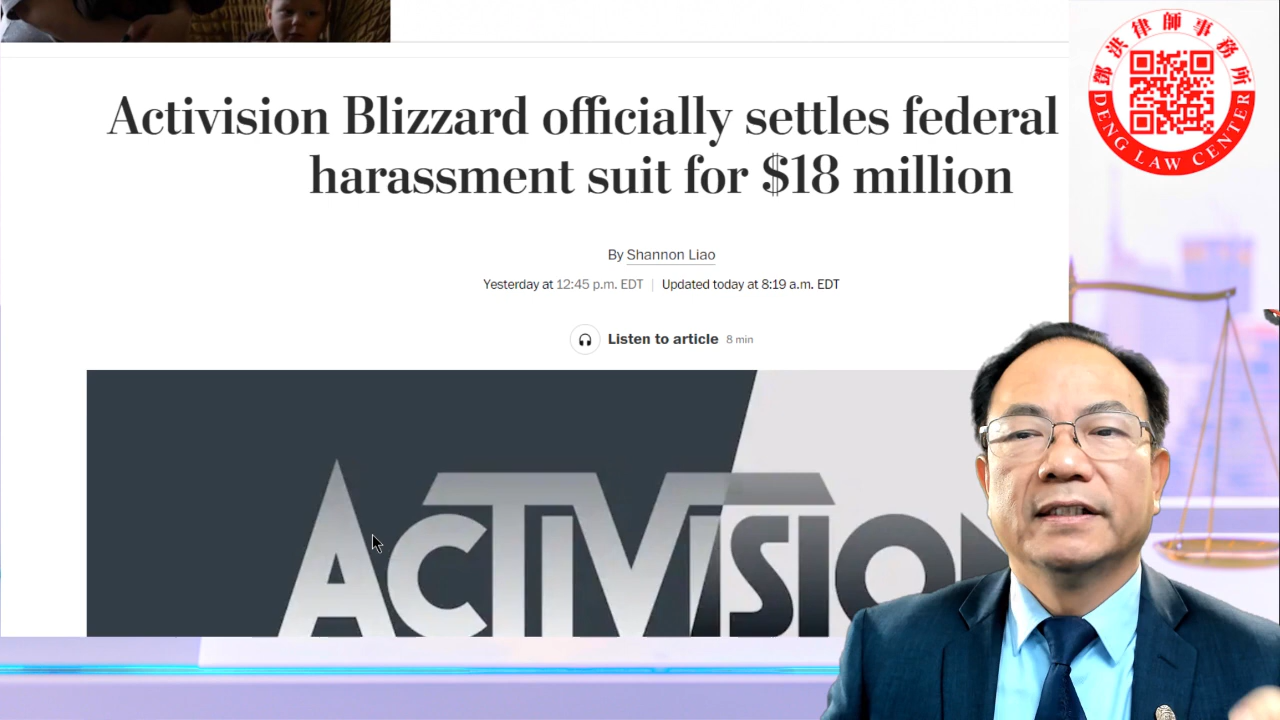 Activision Blizzard officially settles federal
harassment suit for $18 million
By Shannon Liao
Yesterday at 12:45 p.m. EDT | Updated today at 8:19 a.m. EDT
Listen to article 8 min
ACTIVISION
鄧洪律師事務所
DENG LAW CENTER